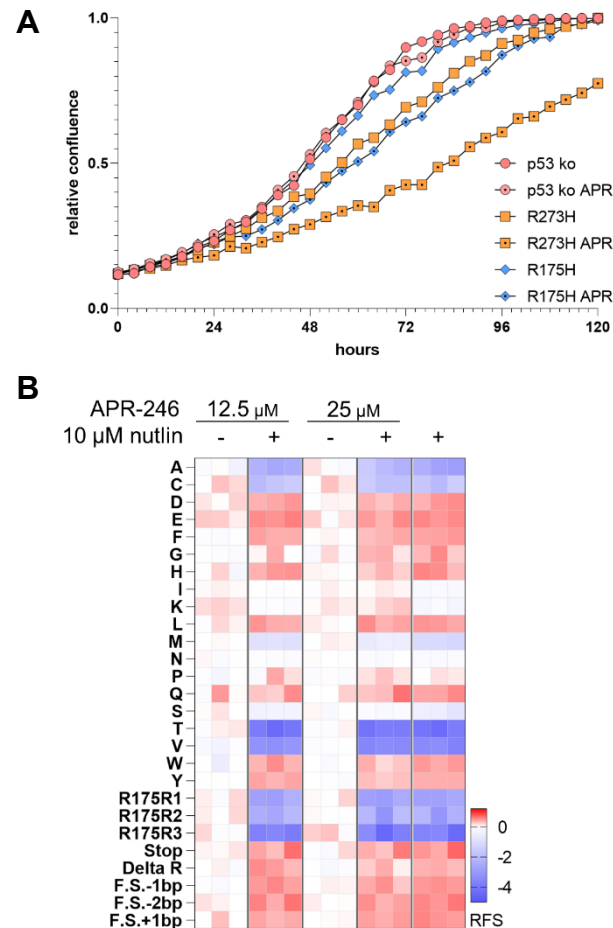 A
relative confluence
1.0
0.5
0.0
0 24 48 72 96 120
hours
p53 ko
p53 ko APR
R273H
R273H APR
R175H
R175H APR
B
APR-246 12.5 µM 25 µM
10 µM nutlin - + - + +
A
C
D
E
F
G
H
I
K
L
M
N
P
Q
S
T
V
W
Y
R175R1
R175R2
R175R3
Stop
Delta R
F.S.-1bp
F.S.-2bp
F.S.+1bp
0
-2
-4
RFS